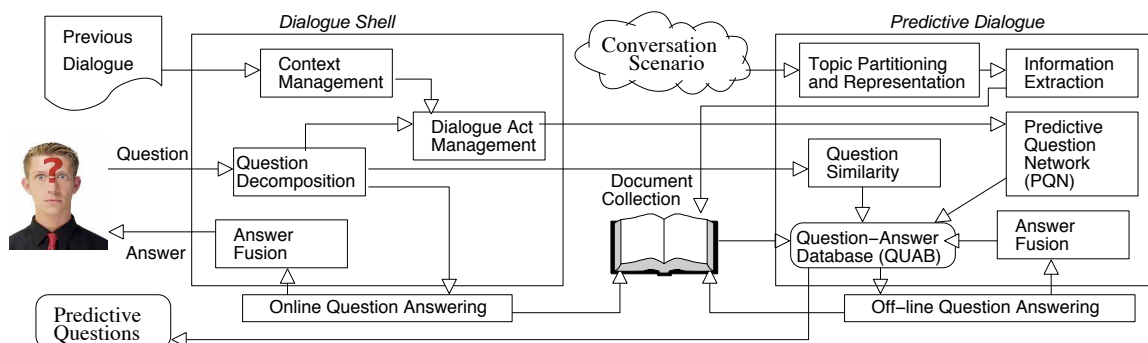 Dialogue Shell
Predictive Dialogue
Previous
Dialogue
Context
Management
Conversation
Scenario
Topic Partitioning
and Representation
Information
Extraction
Dialogue Act
Management
Predictive
Question
Network
(PQN)
Question
?
Question
Decomposition
Question
Similarity
Document
Collection
Answer
Answer
Fusion
Question–Answer
Database (QUAB)
Answer
Fusion
Online Question Answering
Off–line Question Answering
Predictive
Questions